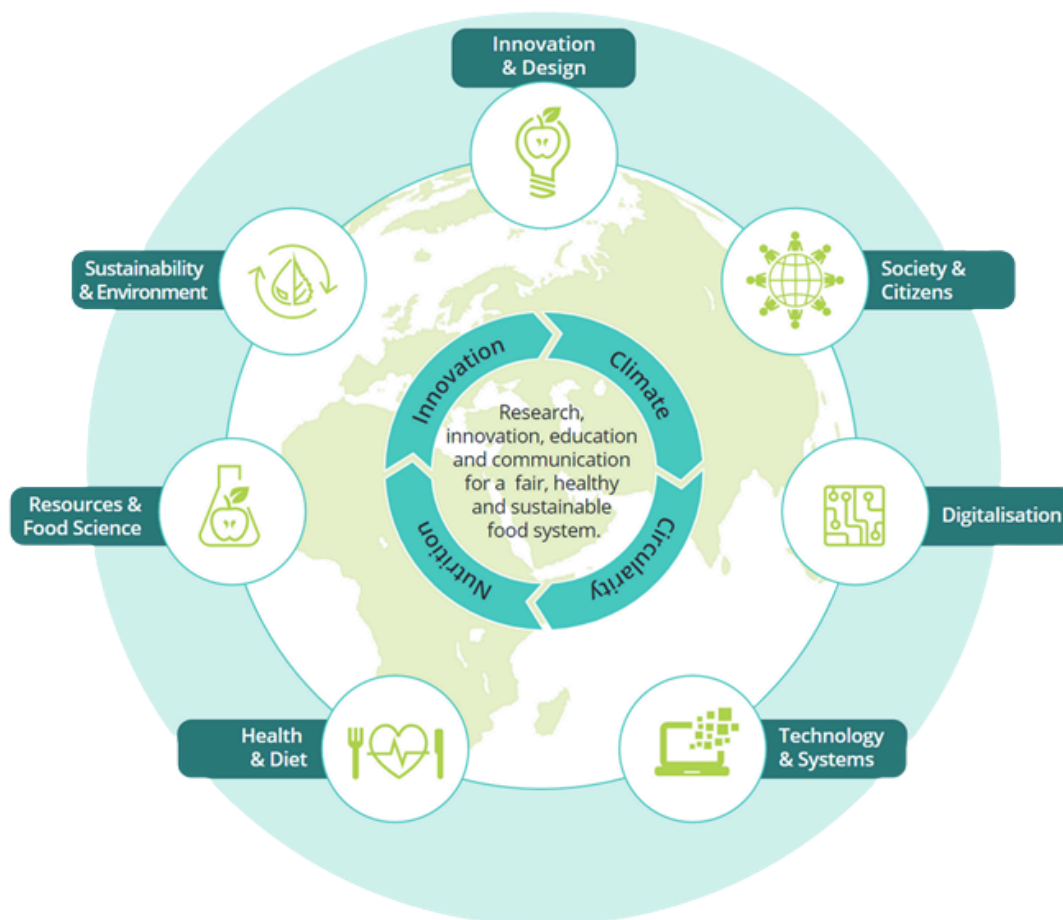 Innovation
& Design
Sustainability
& Environment
Society &
Citizens
Innovation
Climate
Research,
innovation, education
and communication
for a fair, healthy
and sustainable
food system.
Nutrition
Circularity
Resources &
Food Science
Digitalisation
Health
& Diet
Technology
& Systems